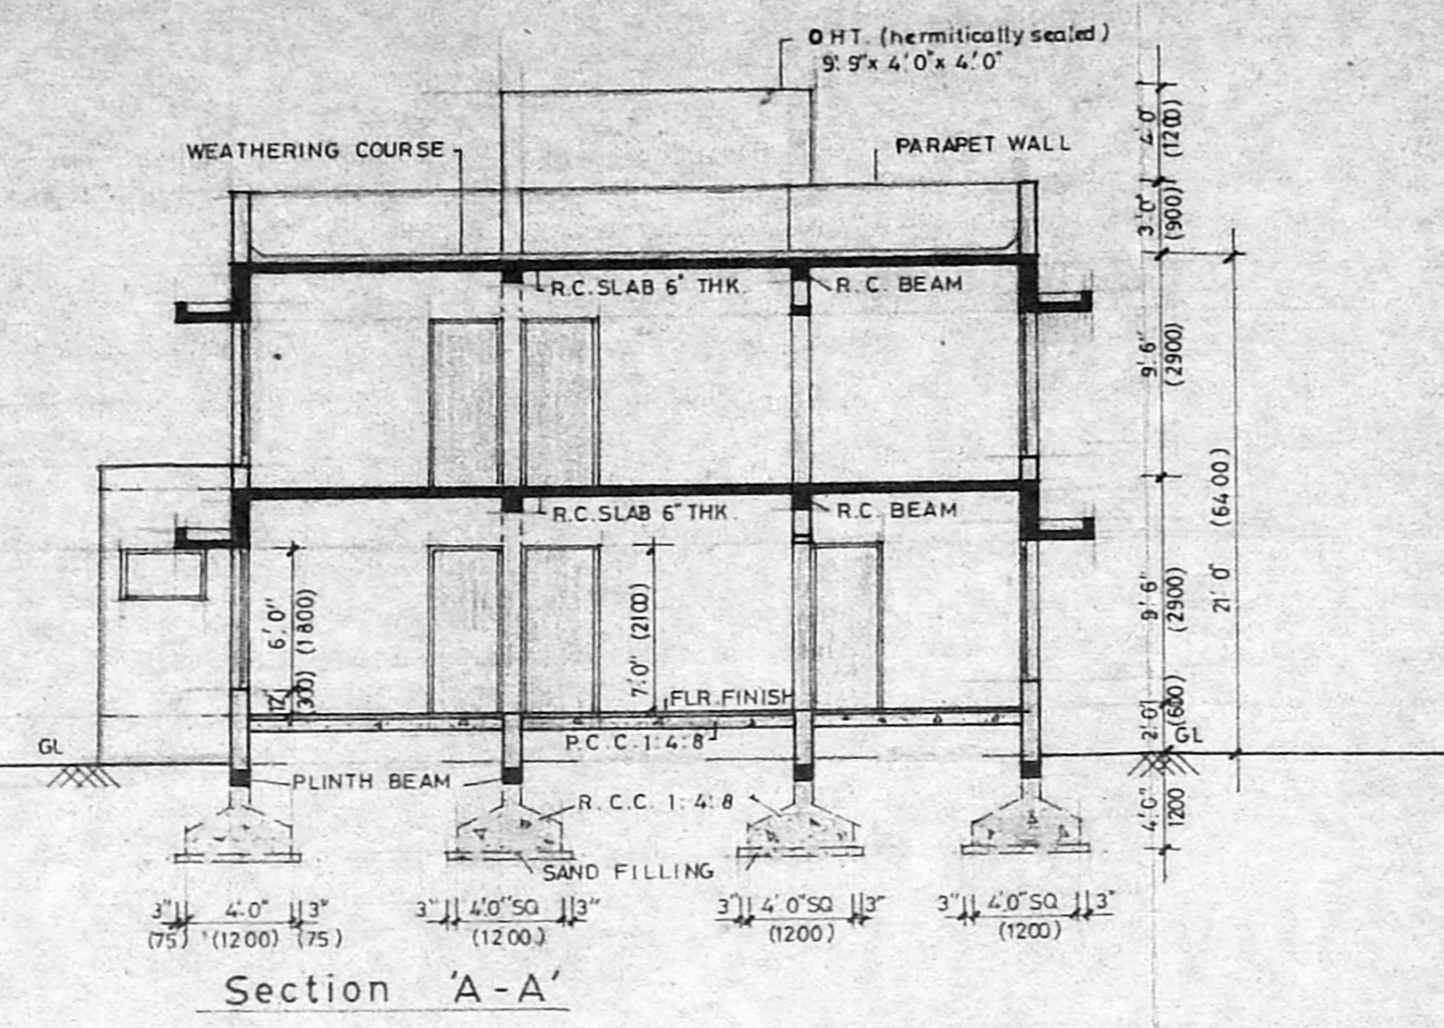 OHT. (hermitically sealed)
9'.9"x 4'.0"x 4'.0"
WEATHERING COURSE
PARAPET WALL
4'.0"
(1200)
3'.0"
(900)
R.C.SLAB 6" THK.
R.C. BEAM
9'.6"
(2900)
R.C.SLAB 6" THK.
R.C. BEAM
21'.0" (6400)
9'.6"
(2900)
6'.0"
(1800)
7'.0" (2100)
300)
FLR.FINISH
2'.0"
(600)
GL
P.C.C.1:4:8
GL
PLINTH BEAM
R.C.C. 1:4:8
4'.0"
1200
SAND FILLING
3" 4'.0" 3"
(75) (1200) (75)
3" 4'.0"SQ 3"
(1200)
3" 4'.0"SQ 3"
(1200)
3" 4'.0"SQ 3"
(1200)
Section 'A-A'